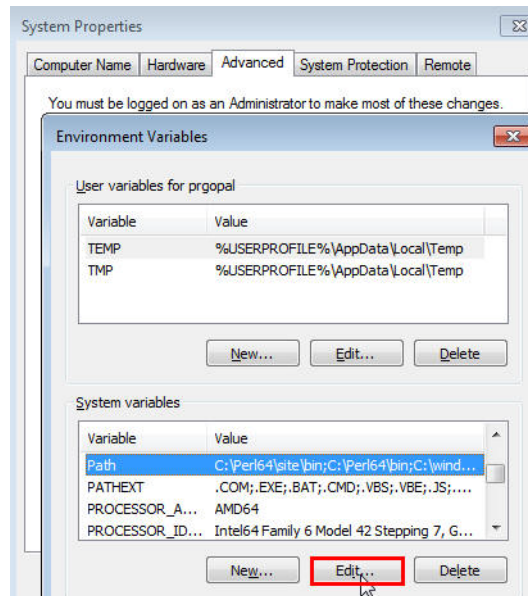 System Properties
Computer Name Hardware Advanced System Protection Remote
You must be logged on as an Administrator to make most of these changes.
Environment Variables
User variables for prgopal
Variable Value
TEMP %USERPROFILE%\AppData\Local\Temp
TMP %USERPROFILE%\AppData\Local\Temp
New... Edit... Delete
System variables
Variable Value
Path C:\Perl64\site\bin;C:\Perl64\bin;C:\wind...
PATHEXT .COM;.EXE;.BAT;.CMD;.VBS;.VBE;.JS;....
PROCESSOR_A... AMD64
PROCESSOR_ID... Intel64 Family 6 Model 42 Stepping 7, G...
New... Edit... Delete